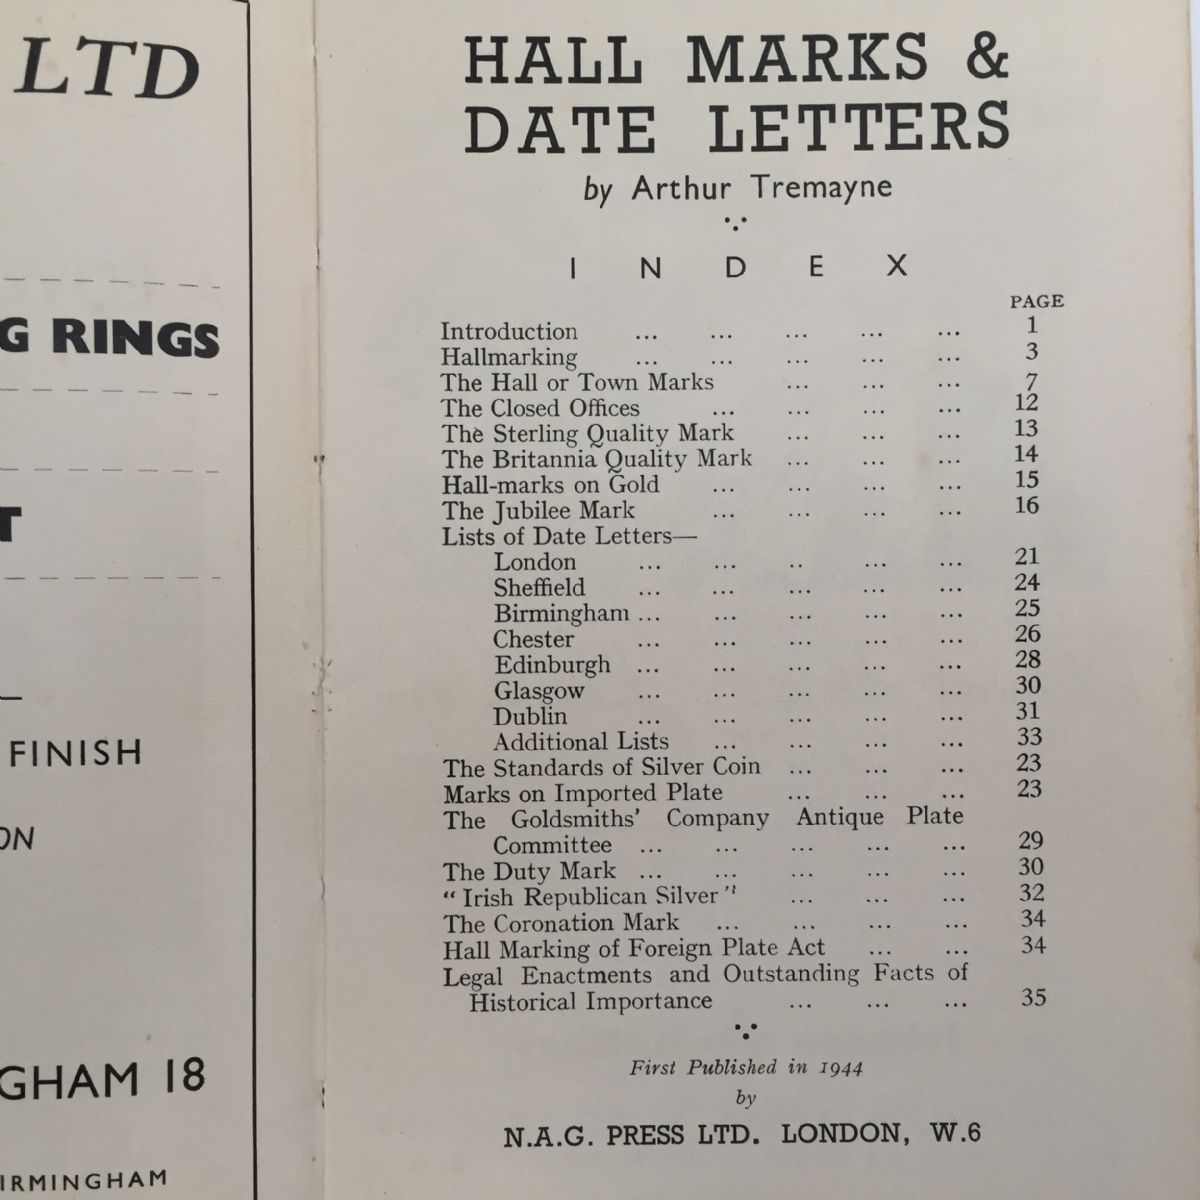 LTD
RINGS
FINISH
18
HALL MARKS &
DATE LETTERS
by Arthur Tremayne
INDEX
PAGE
Introduction ... ... ... ... ... 1
Hallmarking ... ... ... ... ... 3
The Hall or Town Marks ... ... ... 7
The Closed Offices ... ... ... ... 12
The Sterling Quality Mark ... ... ... 13
The Britannia Quality Mark ... ... ... 14
Hall-marks on Gold ... ... ... ... 15
The Jubilee Mark ... ... ... ... 16
Lists of Date Letters—
London ... ... .. ... ... 21
Sheffield ... ... ... ... ... 24
Birmingham ... ... ... ... ... 25
Chester ... ... ... ... ... 26
Edinburgh ... ... ... ... ... 28
Glasgow ... ... ... ... ... 30
Dublin ... ... ... ... ... 31
Additional Lists ... ... ... ... 33
The Standards of Silver Coin ... ... ... 23
Marks on Imported Plate ... ... ... 23
The Goldsmiths' Company Antique Plate
Committee ... ... ... ... ... 29
The Duty Mark ... ... ... ... ... 30
“ Irish Republican Silver ” ... ... ... 32
The Coronation Mark ... ... ... ... 34
Hall Marking of Foreign Plate Act ... ... 34
Legal Enactments and Outstanding Facts of
Historical Importance ... ... ... 35
First Published in 1944
by
N.A.G. PRESS LTD. LONDON, W.6